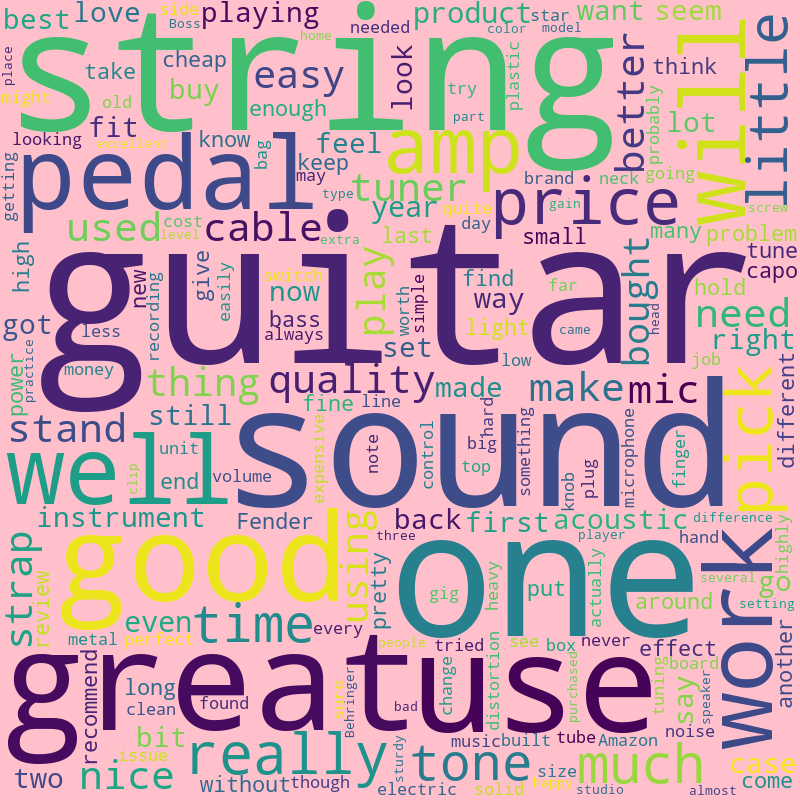 best
love
side
Boss
playing
home
needed
product
star
color
model
want
seem
little
will
string
place
might
take
cheap
buy
old
fit
easy
enough
look
try
plastic
part
better
think
probably
lot
looking
excellent
know
bag
feel
keep
may
amp
pedal
getting
tuner
type
year
quite
brand
neck
going
price
gain
day
screw
used
cost
level
cable
extra
last
small
many
problem
tune
capo
high
guitar
new
give
easily
switch
now
play
worth
simple
find
way
far
bought
hold
need
got
less
recording
bass
always
set
light
low
came
head
right
job
power
practice
money
thing
quality
made
make
mic
pick
different
stand
still
fine
line
hard
sound
well
unit
clip
end
volume
expensive
note
control
big
top
something
knob
plug
microphone
finger
instrument
Fender
using
back
first
acoustic
difference
good
three
one
player
hand
work
highly
strap
review
pretty
gig
heavy
put
actually
around
several
go
setting
even
time
metal
perfect
every
people
tried
see
box
never
effect
another
great
use
recommend
long
clean
found
sure
Behringer
bad
change
distortion
purchased
tuning
say
board
speaker
bit
issue
really
sturdy
music
built
tube
Amazon
noise
tone
much
case
two
nice
without
though
electric
solid
size
happy
studio
almost
come